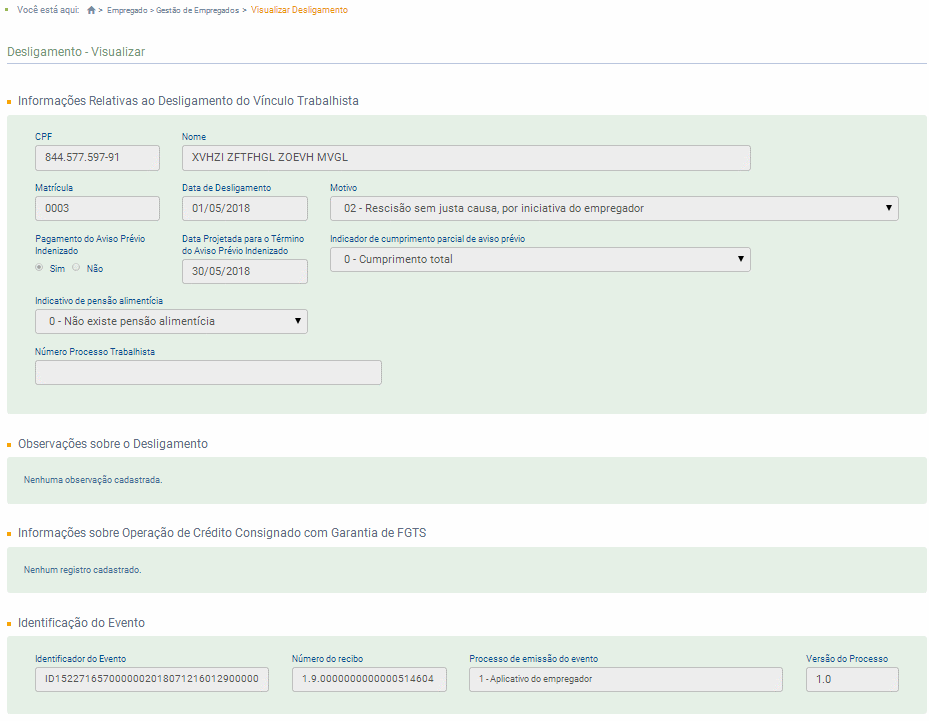 Você está aqui: > Empregado > Gestão de Empregados > Visualizar Desligamento
Desligamento - Visualizar
Informações Relativas ao Desligamento do Vínculo Trabalhista
CPF Nome
844.577.597-91 XVHZI ZFTFHGL ZOEVH MVGL
Matrícula Data de Desligamento Motivo
0003 01/05/2018 02 - Rescisão sem justa causa, por iniciativa do empregador
Pagamento do Aviso Prévio Indenizado Data Projetada para o Término do Aviso Prévio Indenizado Indicador de cumprimento parcial de aviso prévio
Sim Não 30/05/2018 0 - Cumprimento total
Indicativo de pensão alimentícia
0 - Não existe pensão alimentícia
Número Processo Trabalhista
Observações sobre o Desligamento
Nenhuma observação cadastrada.
Informações sobre Operação de Crédito Consignado com Garantia de FGTS
Nenhum registro cadastrado.
Identificação do Evento
Identificador do Evento Número do recibo Processo de emissão do evento Versão do Processo
ID1522716570000002018071216012900000 1.9.0000000000000514604 1 - Aplicativo do empregador 1.0